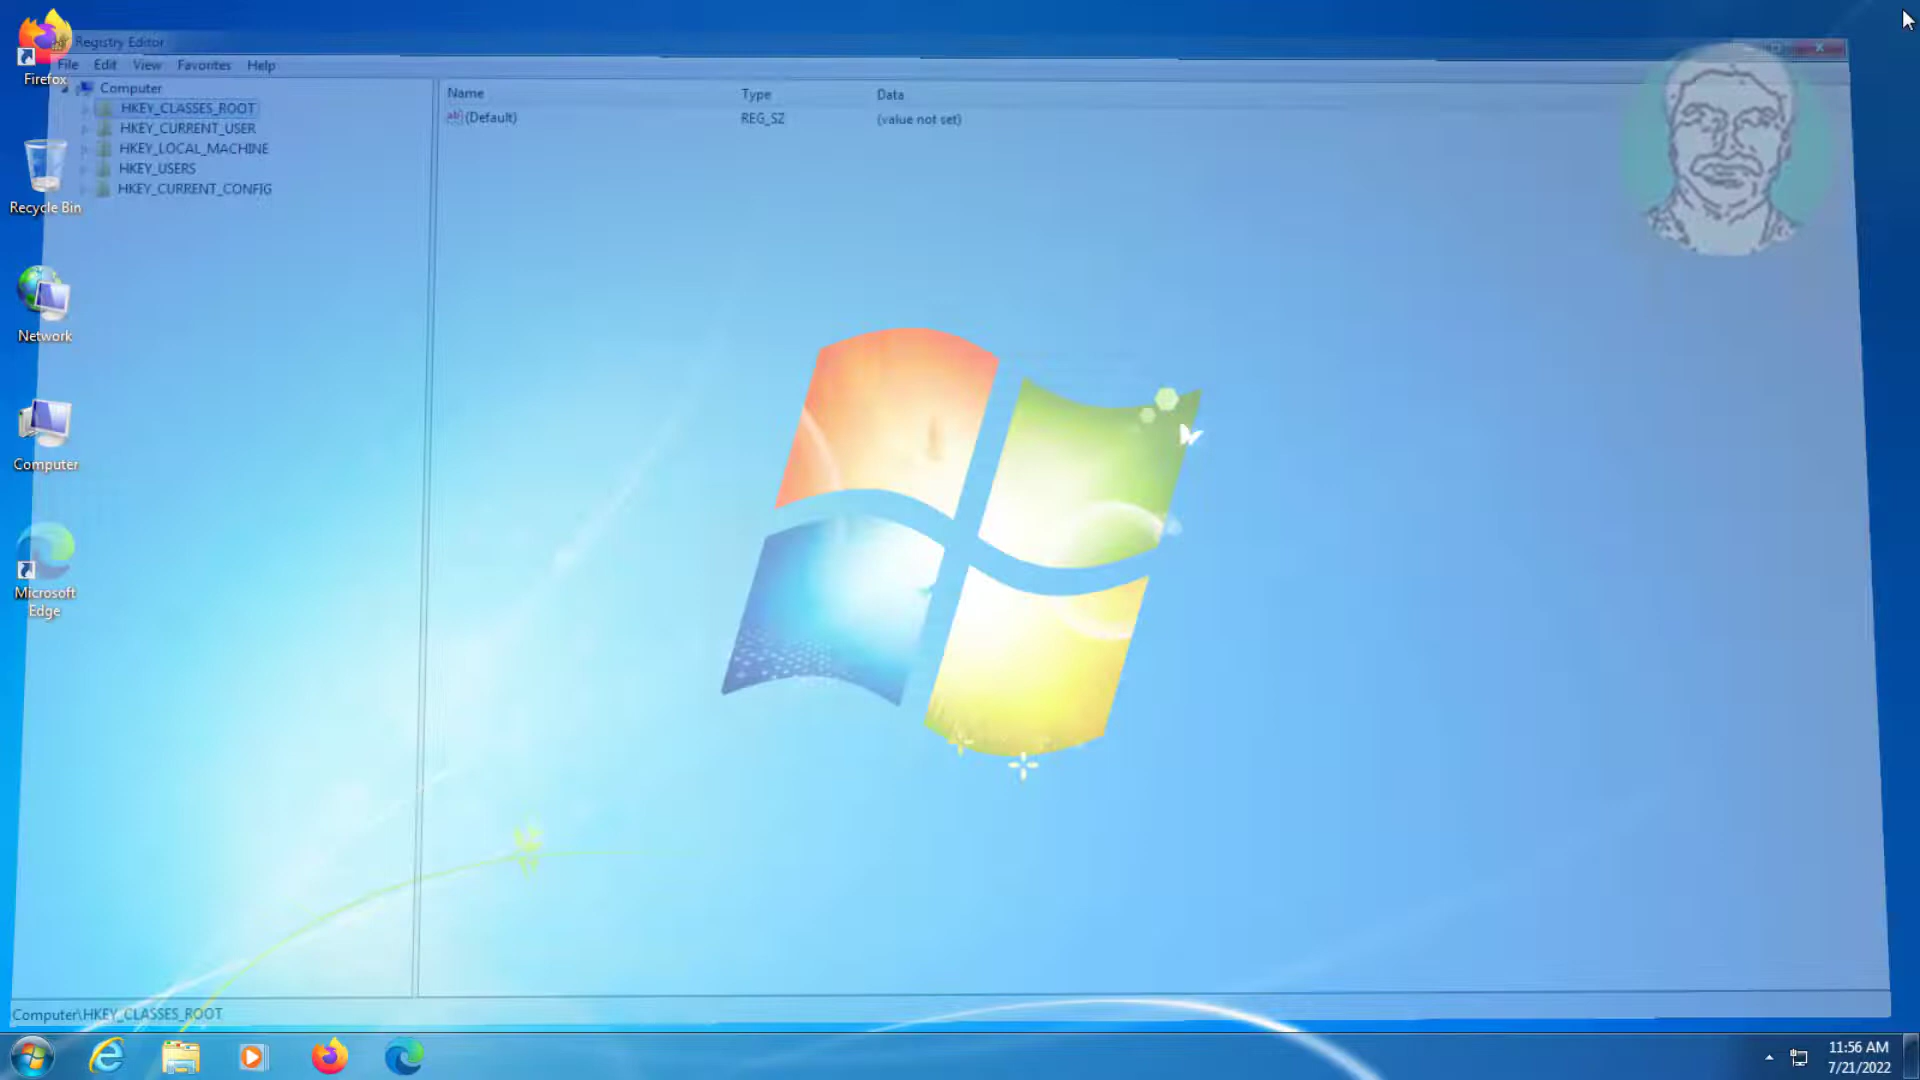 Registry Editor
File Edit View Favorites Help
Firefox
Computer
HKEY_CLASSES_ROOT
HKEY_CURRENT_USER
HKEY_LOCAL_MACHINE
HKEY_USERS
HKEY_CURRENT_CONFIG
Name Type Data
ab (Default) REG_SZ (value not set)
Recycle Bin
Network
Computer
Microsoft
Edge
Computer\HKEY_CLASSES_ROOT
11:56 AM
7/21/2022